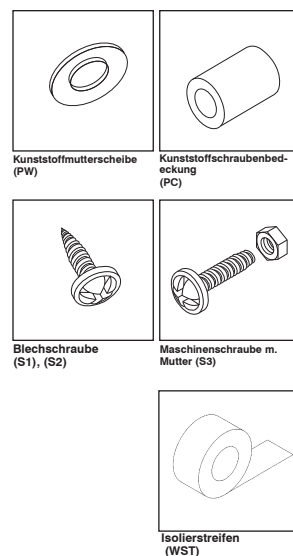 Kunststoffmutterscheibe
(PW)
Kunststoffschraubenbed-
eckung
(PC)
Blechschraube
(S1), (S2)
Maschinenschraube m.
Mutter (S3)
Isolierstreifen
(WST)